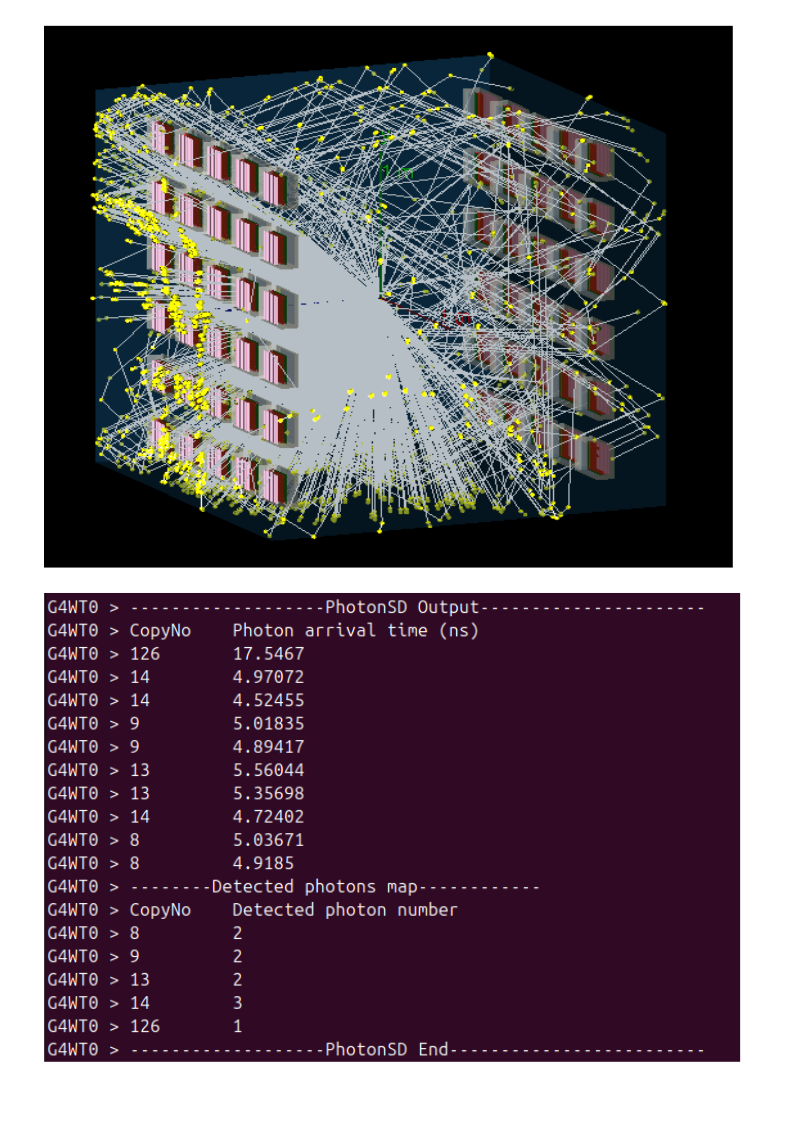 G4WT0 > -------------------PhotonSD Output-----------------------
G4WT0 > CopyNo    Photon arrival time (ns)
G4WT0 > 126       17.5467
G4WT0 > 14        4.97072
G4WT0 > 14        4.52455
G4WT0 > 9         5.01835
G4WT0 > 9         4.89417
G4WT0 > 13        5.56044
G4WT0 > 13        5.35698
G4WT0 > 14        4.72402
G4WT0 > 8         5.03671
G4WT0 > 8         4.9185
G4WT0 > --------Detected photons map------------
G4WT0 > CopyNo    Detected photon number
G4WT0 > 8         2
G4WT0 > 9         2
G4WT0 > 13        2
G4WT0 > 14        3
G4WT0 > 126       1
G4WT0 > -------------------PhotonSD End--------------------------